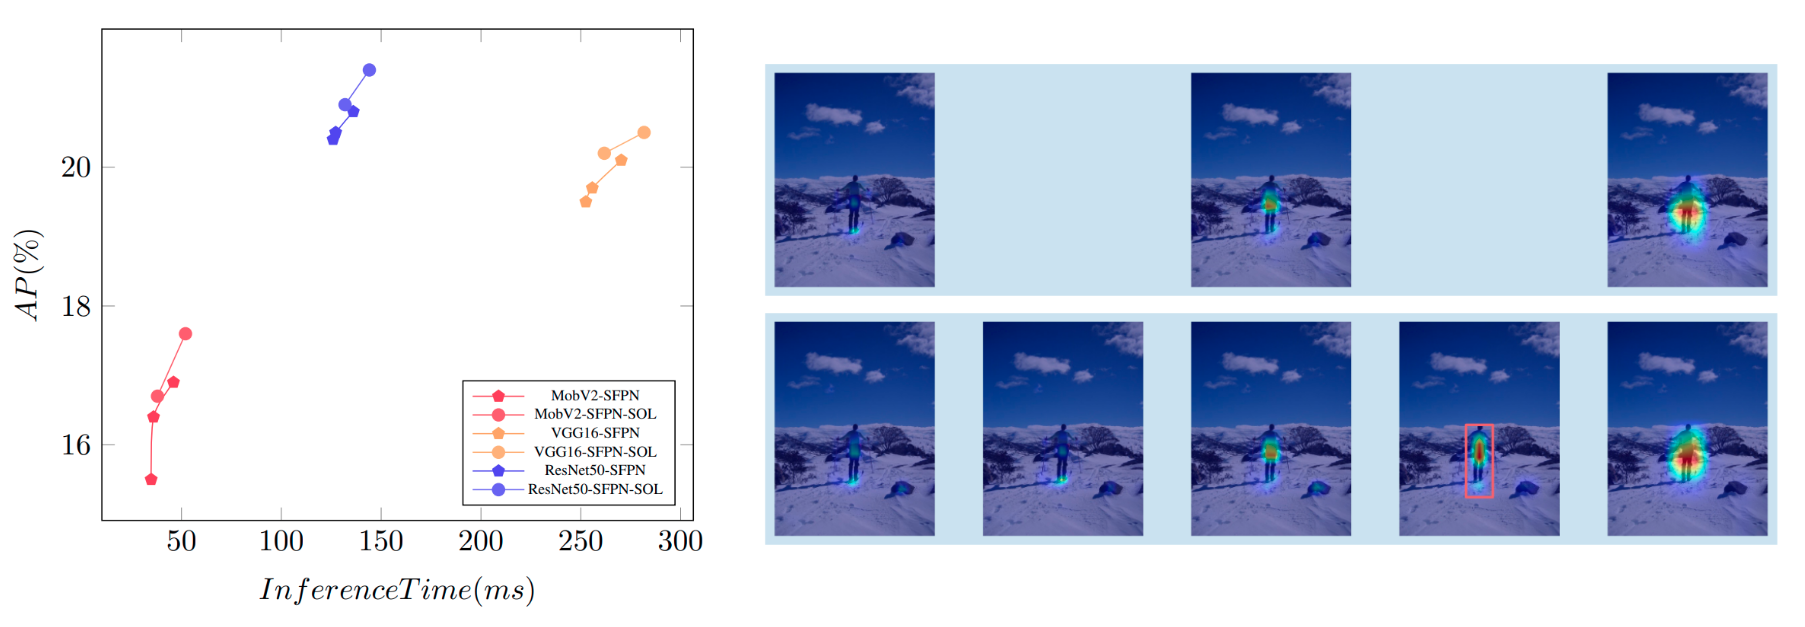 20
18
16
AP(%)
50 100 150 200 250 300
InferenceTime(ms)
MobV2-SFPN
MobV2-SFPN-SOL
VGG16-SFPN
VGG16-SFPN-SOL
ResNet50-SFPN
ResNet50-SFPN-SOL